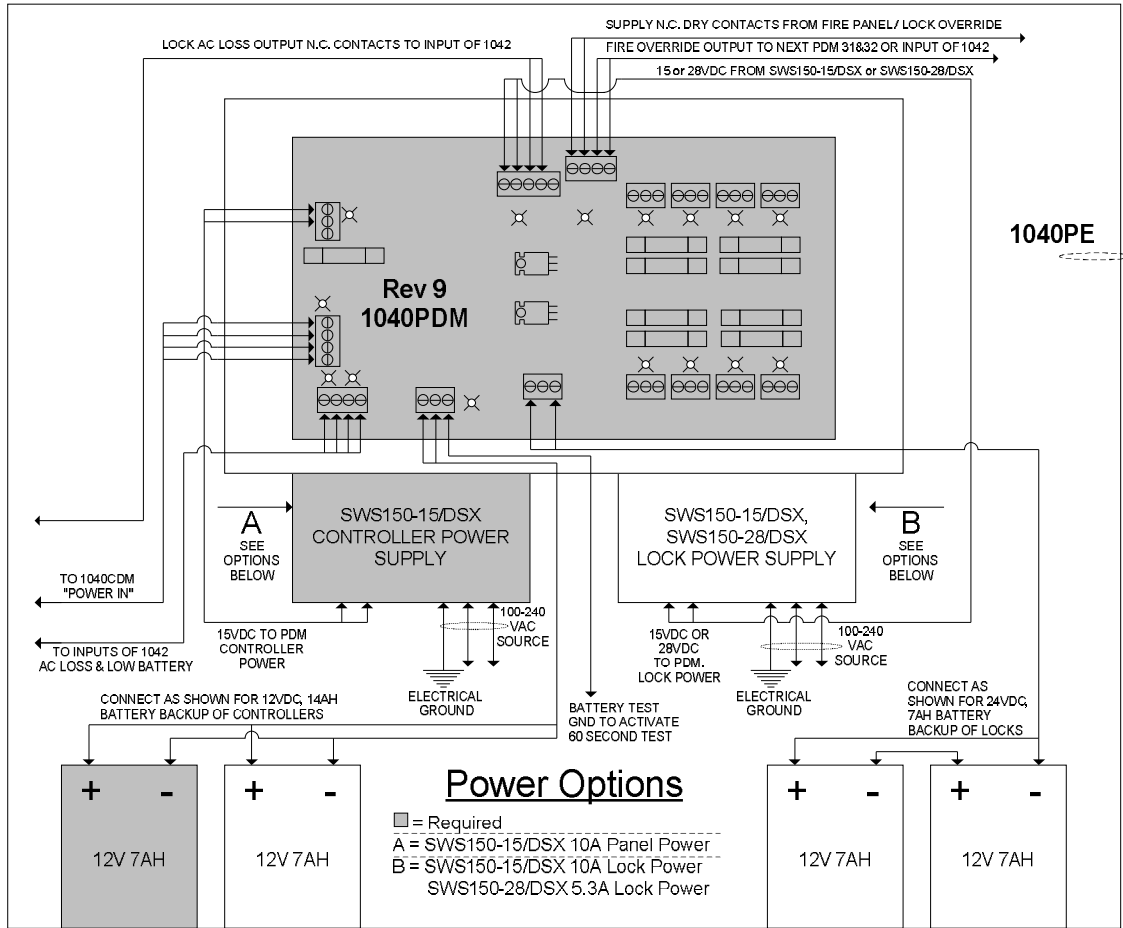 SUPPLY N.C. DRY CONTACTS FROM FIRE PANEL/ LOCK OVERRIDE
LOCK AC LOSS OUTPUT N.C. CONTACTS TO INPUT OF 1042
FIRE OVERRIDE OUTPUT TO NEXT PDM 31&32 OR INPUT OF 1042
15 or 28VDC FROM SWS150-15/DSX or SWS150-28/DSX
1040PE
Rev 9
1040PDM
A
SEE
OPTIONS
BELOW
SWS150-15/DSX
CONTROLLER POWER
SUPPLY
SWS150-15/DSX,
SWS150-28/DSX
LOCK POWER SUPPLY
B
SEE
OPTIONS
BELOW
TO 1040CDM
"POWER IN"
TO INPUTS OF 1042
AC LOSS & LOW BATTERY
15VDC TO PDM
CONTROLLER
POWER
100-240
VAC
SOURCE
ELECTRICAL
GROUND
15VDC OR
28VDC
TO PDM.
LOCK POWER
100-240
VAC
SOURCE
ELECTRICAL
GROUND
CONNECT AS SHOWN FOR 12VDC, 14AH
BATTERY BACKUP OF CONTROLLERS
BATTERY TEST
GND TO ACTIVATE
60 SECOND TEST
CONNECT AS
SHOWN FOR 24VDC,
7AH BATTERY
BACKUP OF LOCKS
+ -
12V 7AH
+ -
12V 7AH
Power Options
= Required
A = SWS150-15/DSX 10A Panel Power
B = SWS150-15/DSX 10A Lock Power
SWS150-28/DSX 5.3A Lock Power
+ -
12V 7AH
+ -
12V 7AH